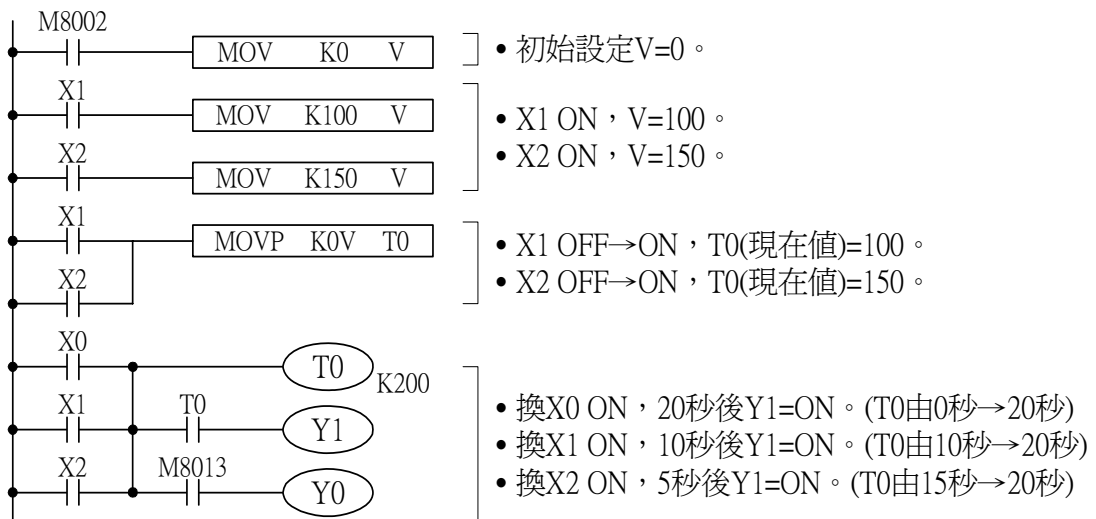 M8002
MOV K0 V
• 初始設定V=0。
X1
MOV K100 V
• X1 ON，V=100。
X2
MOV K150 V
• X2 ON，V=150。
X1
MOVP K0V T0
• X1 OFF→ON，T0(現在值)=100。
X2
• X2 OFF→ON，T0(現在值)=150。
X0
T0
K200
X1
T0
Y1
• 換X0 ON，20秒後Y1=ON。(T0由0秒→20秒)
• 換X1 ON，10秒後Y1=ON。(T0由10秒→20秒)
X2
M8013
Y0
• 換X2 ON，5秒後Y1=ON。(T0由15秒→20秒)